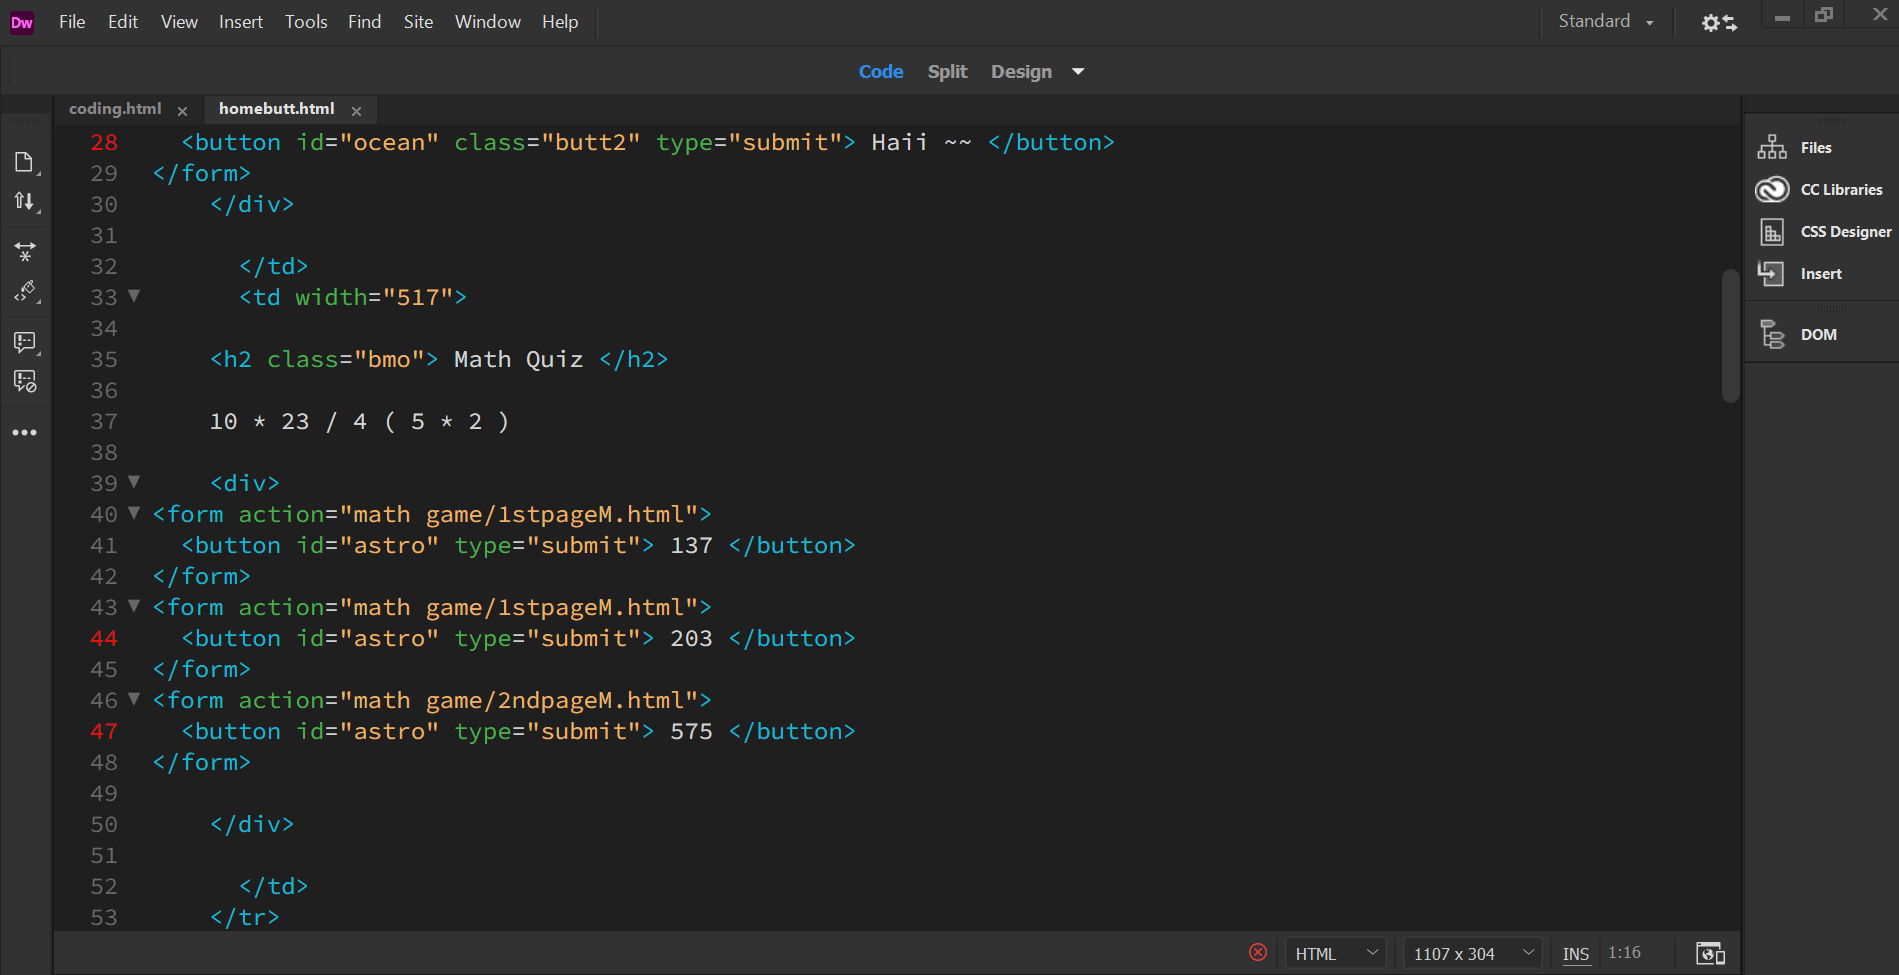 Dw File Edit View Insert Tools Find Site Window Help Standard
Code Split Design
coding.html × homebutt.html ×
28 <button id="ocean" class="butt2" type="submit"> Haii ~~ </button>
29 </form>
30 </div>
31
32 </td>
33 <td width="517">
34
35 <h2 class="bmo"> Math Quiz </h2>
36
37 10 * 23 / 4 ( 5 * 2 )
38
39 <div>
40 <form action="math game/1stpageM.html">
41 <button id="astro" type="submit"> 137 </button>
42 </form>
43 <form action="math game/1stpageM.html">
44 <button id="astro" type="submit"> 203 </button>
45 </form>
46 <form action="math game/2ndpageM.html">
47 <button id="astro" type="submit"> 575 </button>
48 </form>
49
50 </div>
51
52 </td>
53 </tr>
Files
CC Libraries
CSS Designer
Insert
DOM
HTML 1107 x 304 INS 1:16